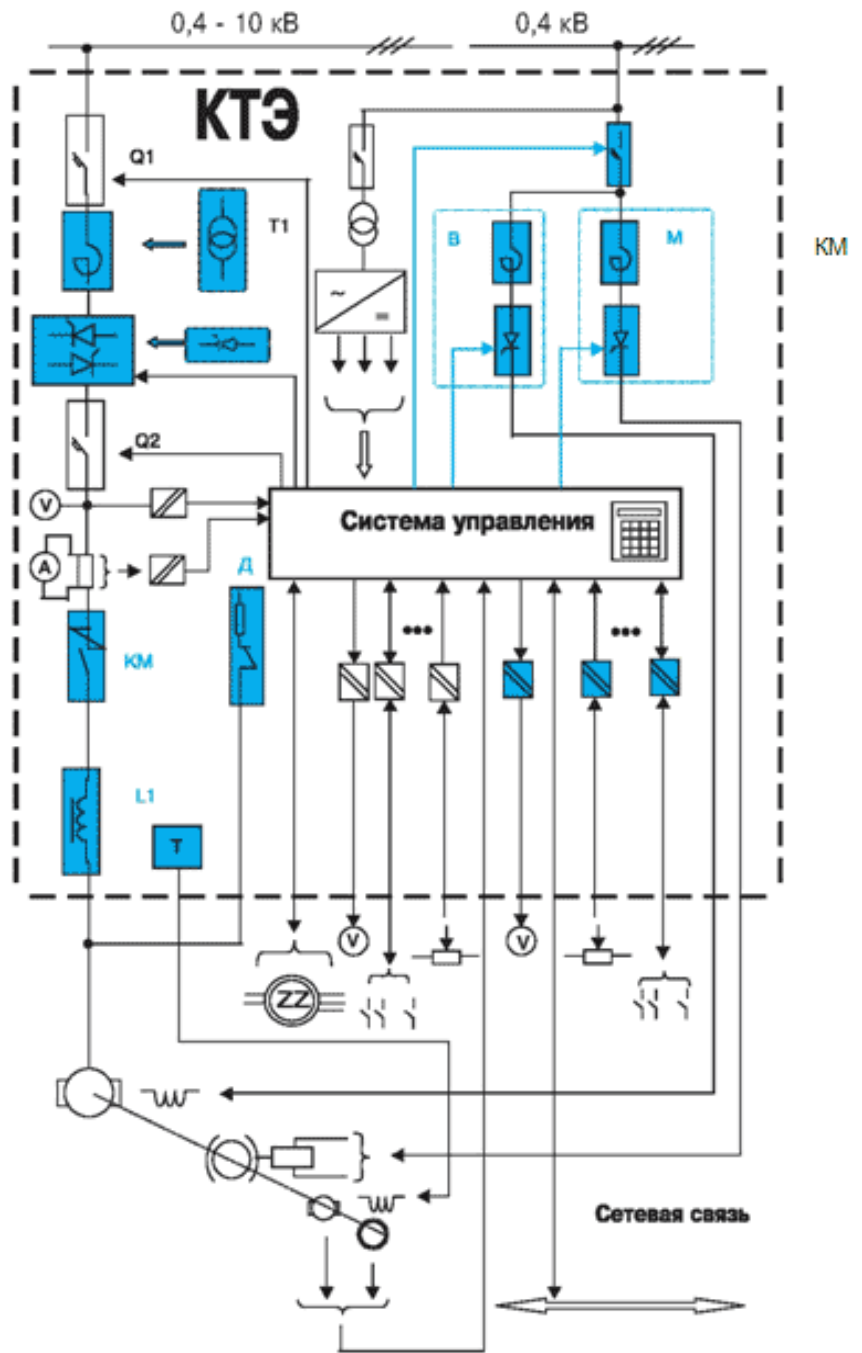 0,4 - 10 кВ
0,4 кВ
КТЭ
Q1
T1
В
М
КМ
Q2
V
Система управления
A
Д
КМ
L1
T
V
V
ZZ
Сетевая связь